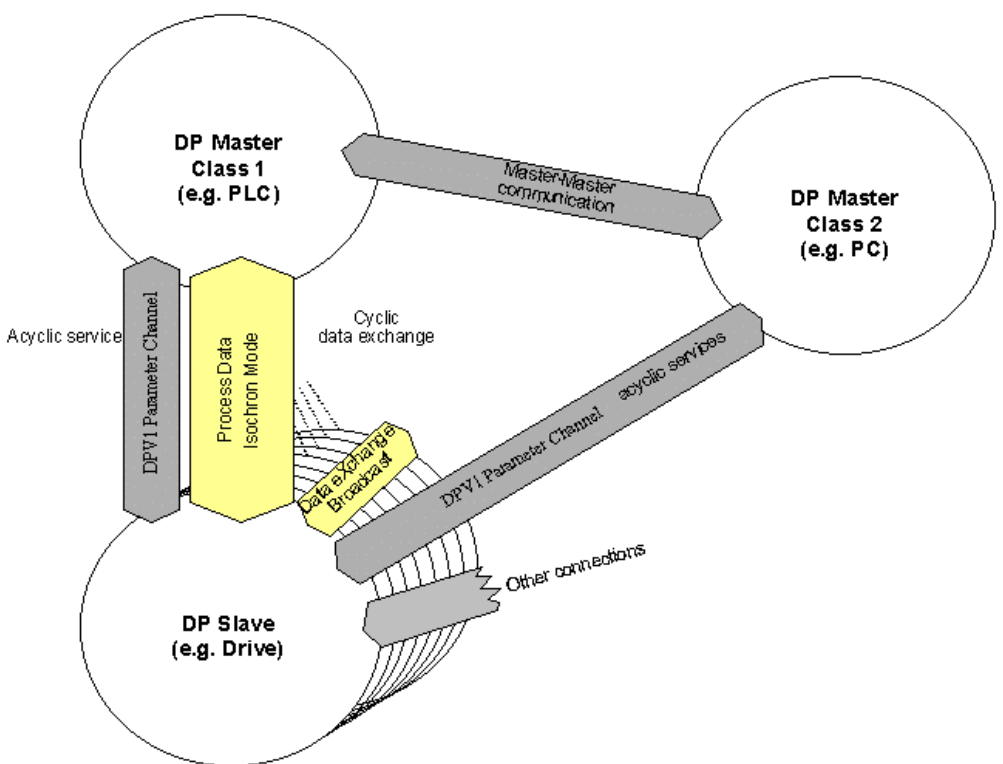 DP Master
Class 1
(e.g. PLC)
Master-Master
communication
DP Master
Class 2
(e.g. PC)
Acyclic service
DPV1 Parameter Channel
Process Data
Isochron Mode
Cyclic
data exchange
Data eXchange
Broadcast
DPV1 Parameter Channel acyclic services
Other connections
DP Slave
(e.g. Drive)